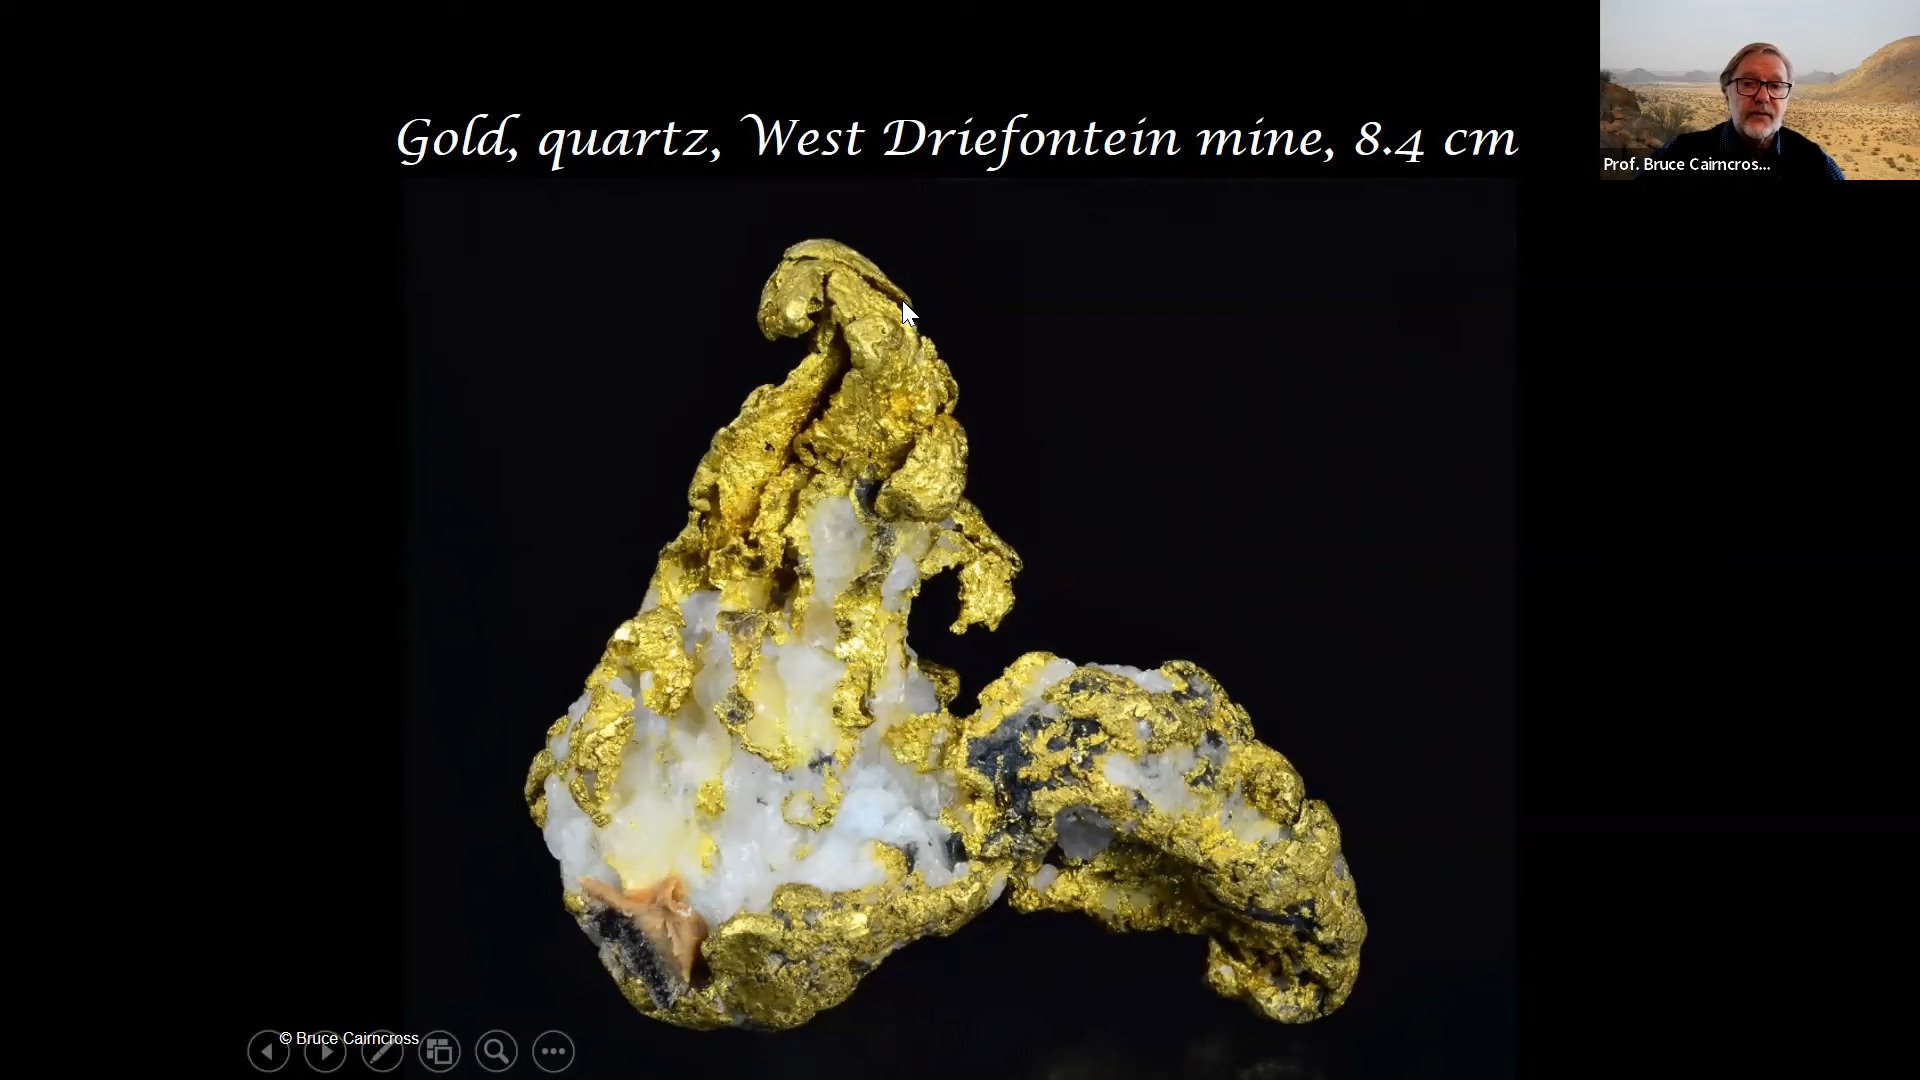 Gold, quartz, West Driefontein mine, 8.4 cm
Prof. Bruce Cairncros...
© Bruce Cairncross